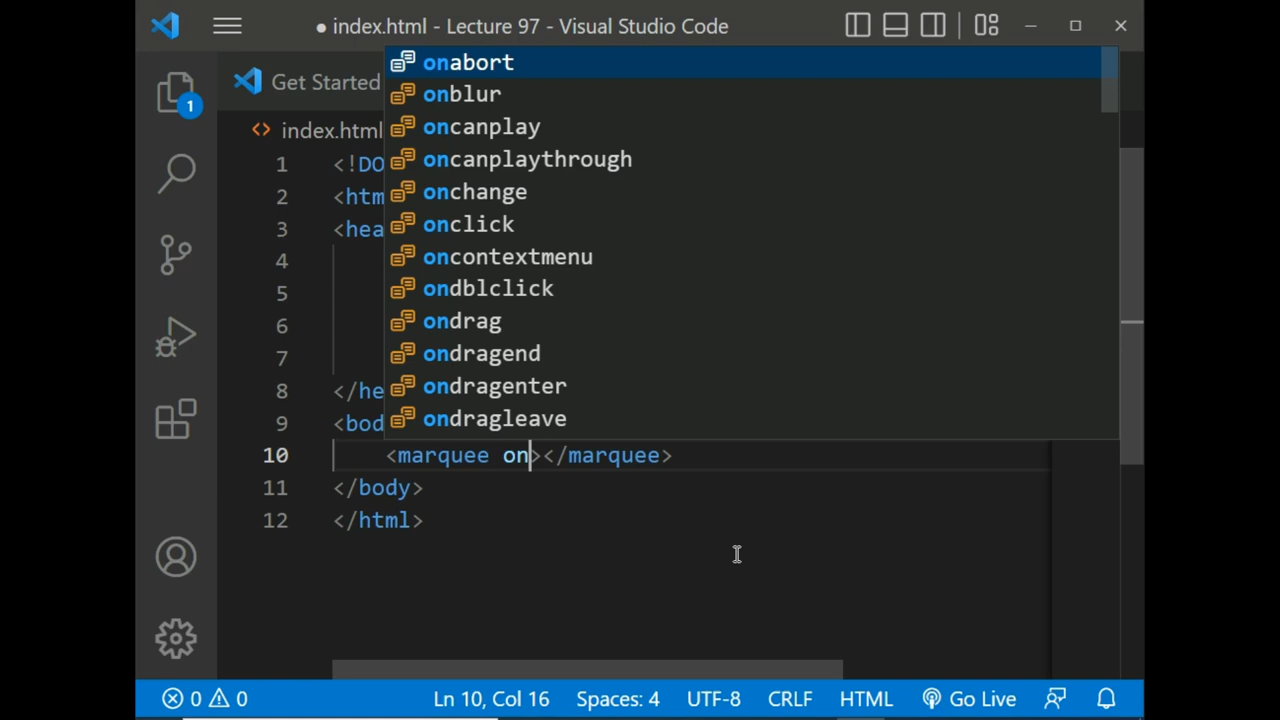 ● index.html - Lecture 97 - Visual Studio Code
Get Started
1
index.html
onabort
onblur
oncanplay
oncanplaythrough
onchange
onclick
oncontextmenu
ondblclick
ondrag
ondragend
ondragenter
ondragleave
1 <!DO
2 <htm
3 <hea
4
5
6
7
8 </he
9 <bod
10 <marquee on></marquee>
11 </body>
12 </html>
0 0 Ln 10, Col 16 Spaces: 4 UTF-8 CRLF HTML Go Live